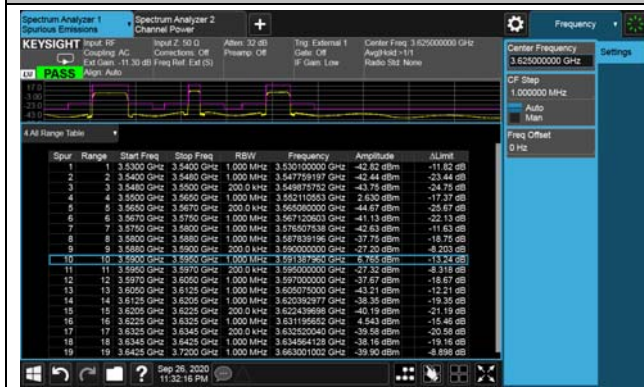 Spectrum Analyzer 1
Spurious Emissions
Spectrum Analyzer 2
Channel Power
Frequency
KEYSIGHT Input: RF Input Z: 50 Ω Atten: 32 dB Trig: External 1 Center Freq: 3.625000000 GHz
Coupling: AC Corrections: Off Preamp: Off Gate: Off Avg|Hold:>1/1
Ext Gain: -11.30 dB Freq Ref: Ext (S) IF Gain: Low Radio Std: None
LU PASS Align: Auto
Center Frequency
3.625000000 GHz
Settings
CF Step
1.000000 MHz
Auto
Man
Freq Offset
0 Hz
17.0
-3.00
-23.0
-43.0
4 All Range Table
Spur Range Start Freq Stop Freq RBW Frequency Amplitude ΔLimit
1 1 3.5300 GHz 3.5400 GHz 1.000 MHz 3.530100000 GHz -42.82 dBm -11.82 dB
2 2 3.5400 GHz 3.5480 GHz 1.000 MHz 3.547759197 GHz -42.44 dBm -23.44 dB
3 3 3.5480 GHz 3.5500 GHz 200.0 kHz 3.549875752 GHz -43.75 dBm -24.75 dB
4 4 3.5500 GHz 3.5650 GHz 1.000 MHz 3.562110553 GHz 2.630 dBm -17.37 dB
5 5 3.5650 GHz 3.5670 GHz 200.0 kHz 3.565080000 GHz -44.67 dBm -25.67 dB
6 6 3.5670 GHz 3.5750 GHz 1.000 MHz 3.567120603 GHz -41.13 dBm -22.13 dB
7 7 3.5750 GHz 3.5800 GHz 1.000 MHz 3.576507538 GHz -42.63 dBm -11.63 dB
8 8 3.5800 GHz 3.5880 GHz 1.000 MHz 3.587839196 GHz -37.75 dBm -18.75 dB
9 9 3.5880 GHz 3.5900 GHz 200.0 kHz 3.590000000 GHz -27.20 dBm -8.203 dB
10 10 3.5900 GHz 3.5950 GHz 1.000 MHz 3.591387960 GHz 6.765 dBm -13.24 dB
11 11 3.5950 GHz 3.5970 GHz 200.0 kHz 3.595000000 GHz -27.32 dBm -8.318 dB
12 12 3.5970 GHz 3.6050 GHz 1.000 MHz 3.597000000 GHz -37.67 dBm -18.67 dB
13 13 3.6050 GHz 3.6125 GHz 1.000 MHz 3.605075000 GHz -43.21 dBm -12.21 dB
14 14 3.6125 GHz 3.6205 GHz 1.000 MHz 3.620392977 GHz -38.35 dBm -19.35 dB
15 15 3.6205 GHz 3.6225 GHz 200.0 kHz 3.622439698 GHz -40.19 dBm -21.19 dB
16 16 3.6225 GHz 3.6325 GHz 1.000 MHz 3.631195652 GHz 4.543 dBm -15.46 dB
17 17 3.6325 GHz 3.6345 GHz 200.0 kHz 3.632520040 GHz -39.58 dBm -20.58 dB
18 18 3.6345 GHz 3.6425 GHz 1.000 MHz 3.634564128 GHz -38.16 dBm -19.16 dB
19 19 3.6425 GHz 3.7200 GHz 1.000 MHz 3.663001002 GHz -39.90 dBm -8.898 dB
Sep 26, 2020
11:32:16 PM